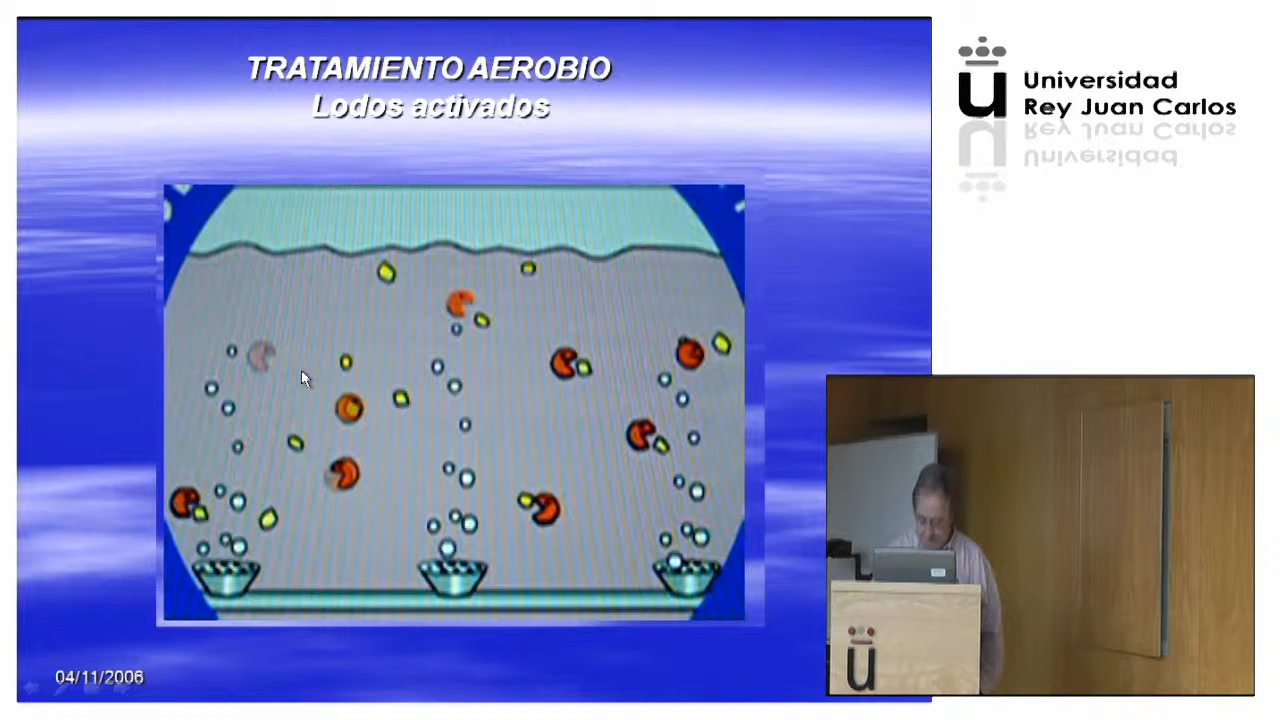 TRATAMIENTO AEROBIO
Lodos activados
04/11/2006
Universidad
Rey Juan Carlos